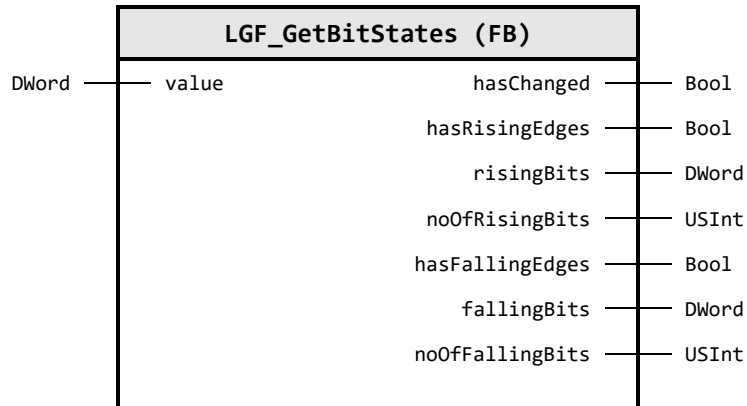 LGF_GetBitStates (FB)
DWord value hasChanged Bool
hasRisingEdges Bool
risingBits DWord
noOfRisingBits USInt
hasFallingEdges Bool
fallingBits DWord
noOfFallingBits USInt